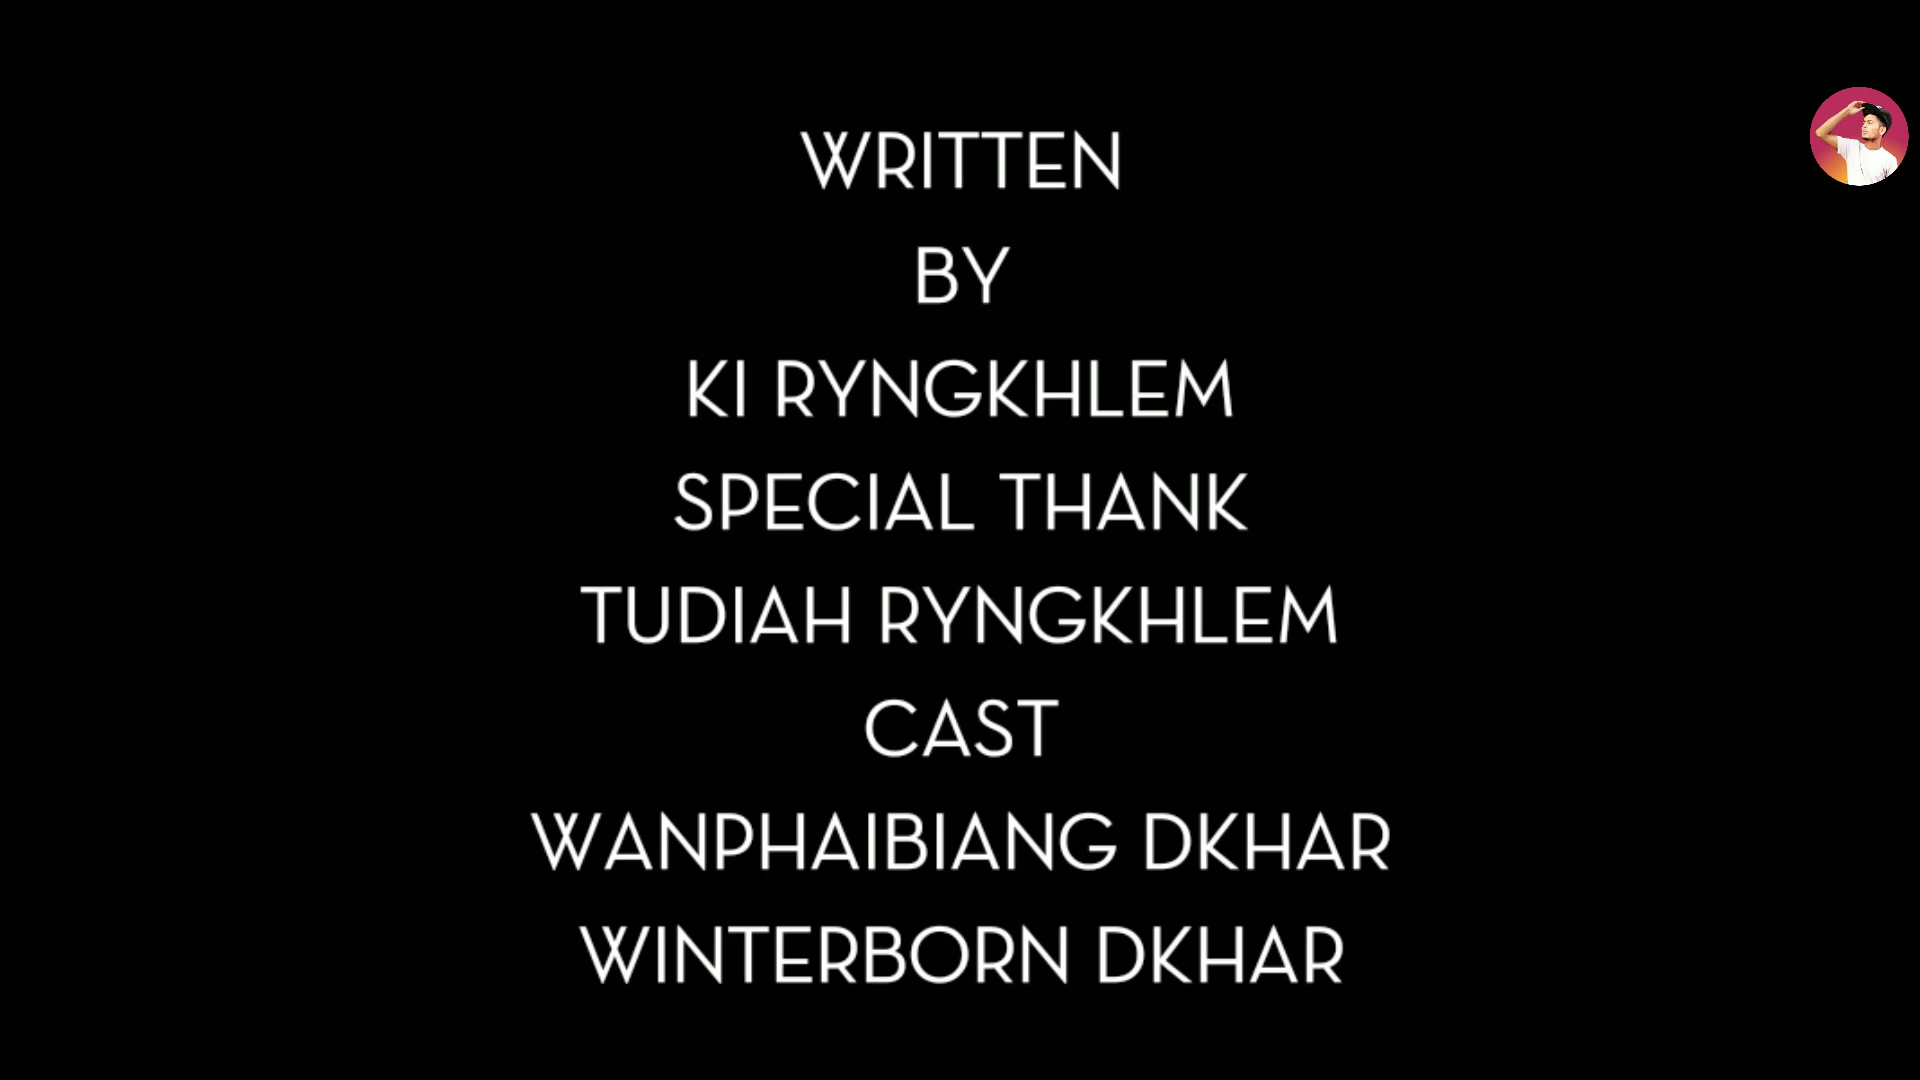 WRITTEN
BY
KI RYNGKHLEM
SPECIAL THANK
TUDIAH RYNGKHLEM
CAST
WANPHAIBIANG DKHAR
WINTERBORN DKHAR